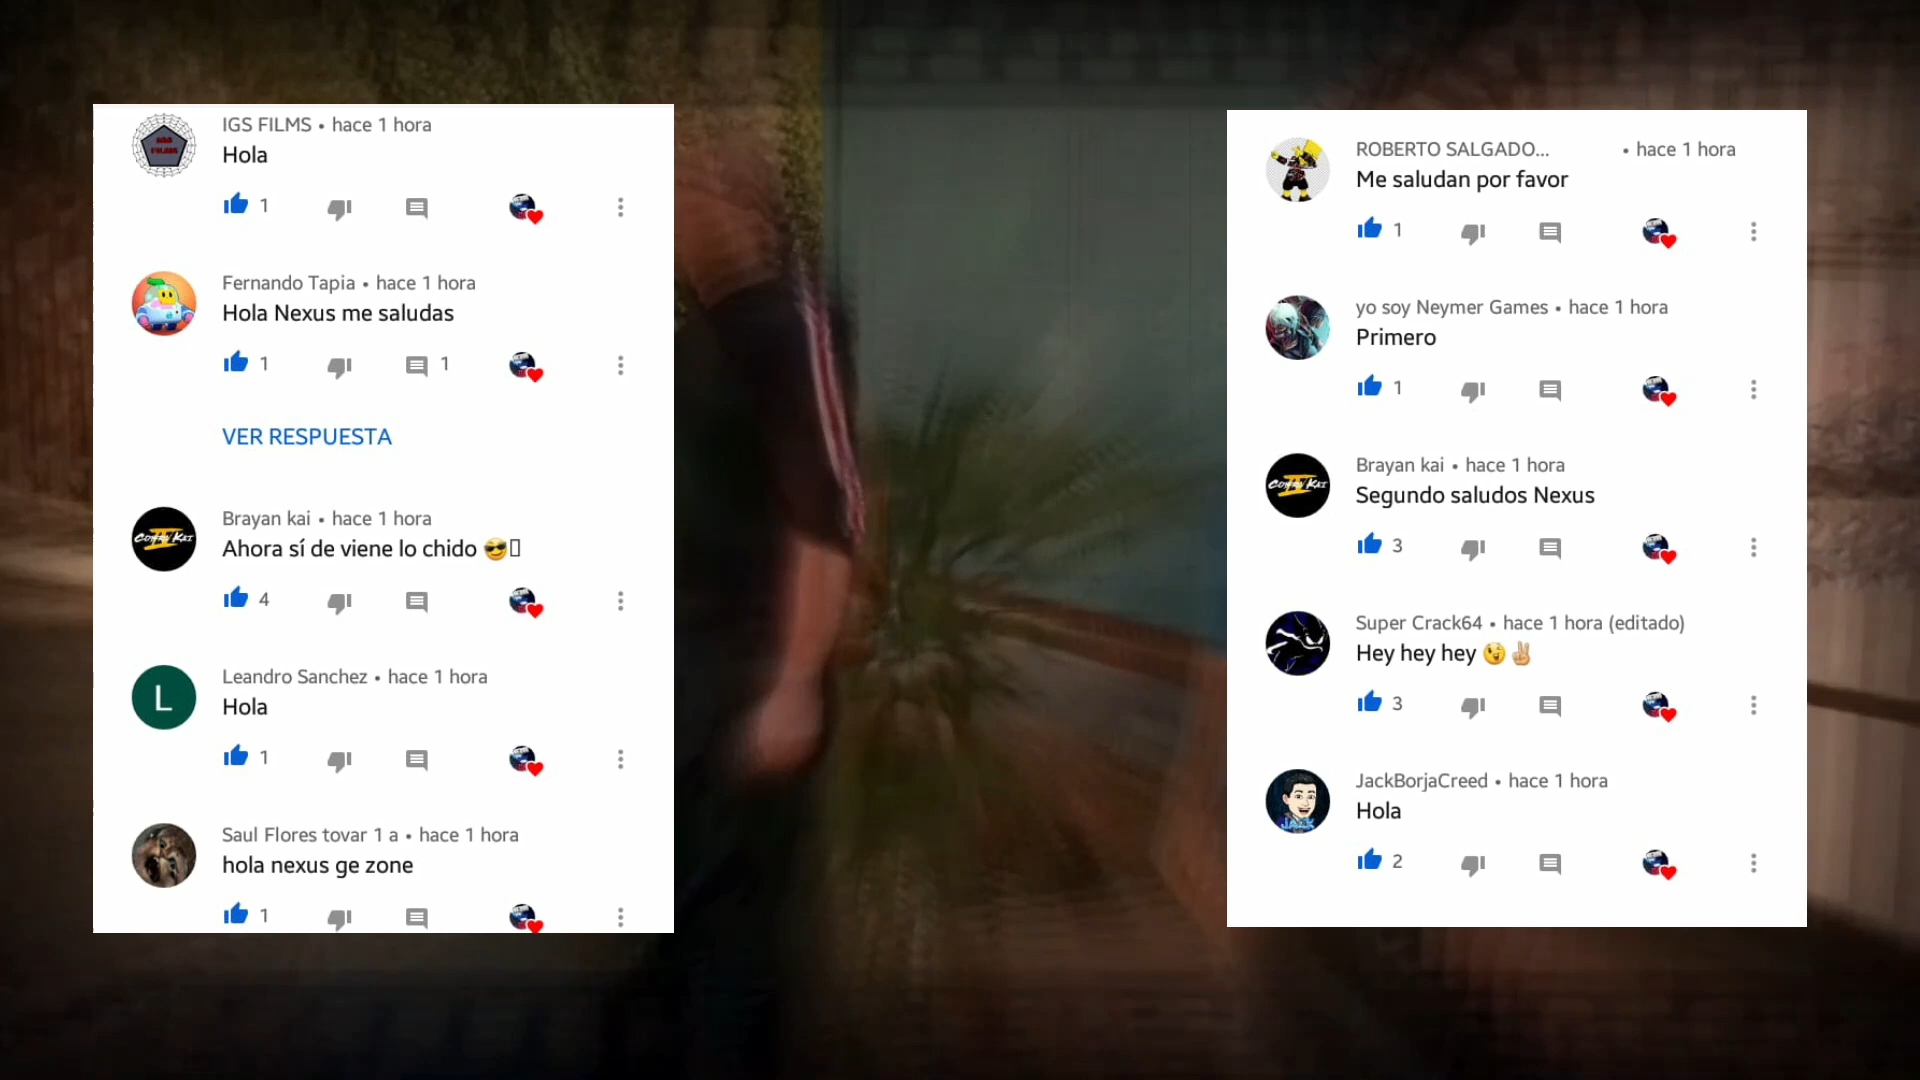 IGS FILMS • hace 1 hora
Hola
1
Fernando Tapia • hace 1 hora
Hola Nexus me saludas
1 1
VER RESPUESTA
Brayan kai • hace 1 hora
Ahora sí de viene lo chido 😎▯
4
L
Leandro Sanchez • hace 1 hora
Hola
1
Saul Flores tovar 1 a • hace 1 hora
hola nexus ge zone
1
ROBERTO SALGADO... • hace 1 hora
Me saludan por favor
1
yo soy Neymer Games • hace 1 hora
Primero
1
Brayan kai • hace 1 hora
Segundo saludos Nexus
3
Super Crack64 • hace 1 hora (editado)
Hey hey hey 😉✌🏼
3
JackBorjaCreed • hace 1 hora
Hola
JACK
2